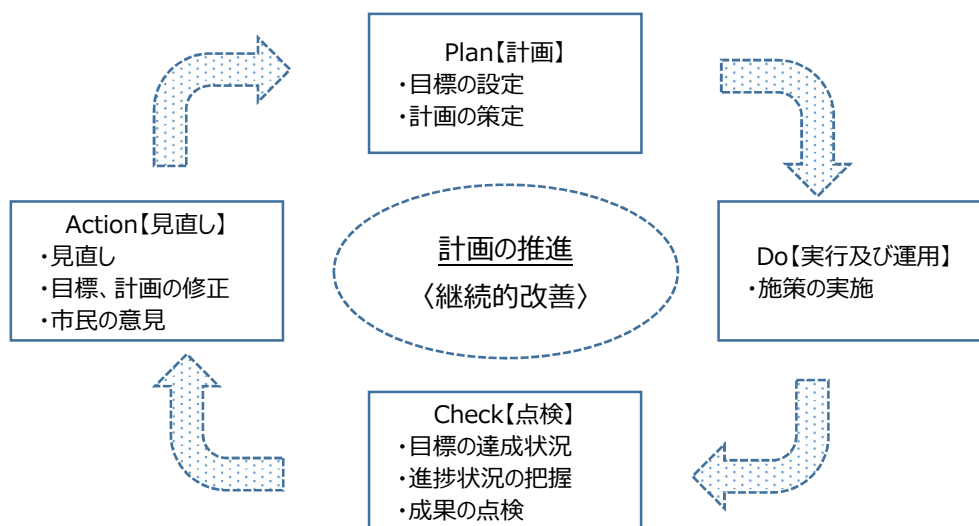 Plan【計画】
・目標の設定
・計画の策定
Action【見直し】
・見直し
・目標、計画の修正
・市民の意見
計画の推進
〈継続的改善〉
Do【実行及び運用】
・施策の実施
Check【点検】
・目標の達成状況
・進捗状況の把握
・成果の点検